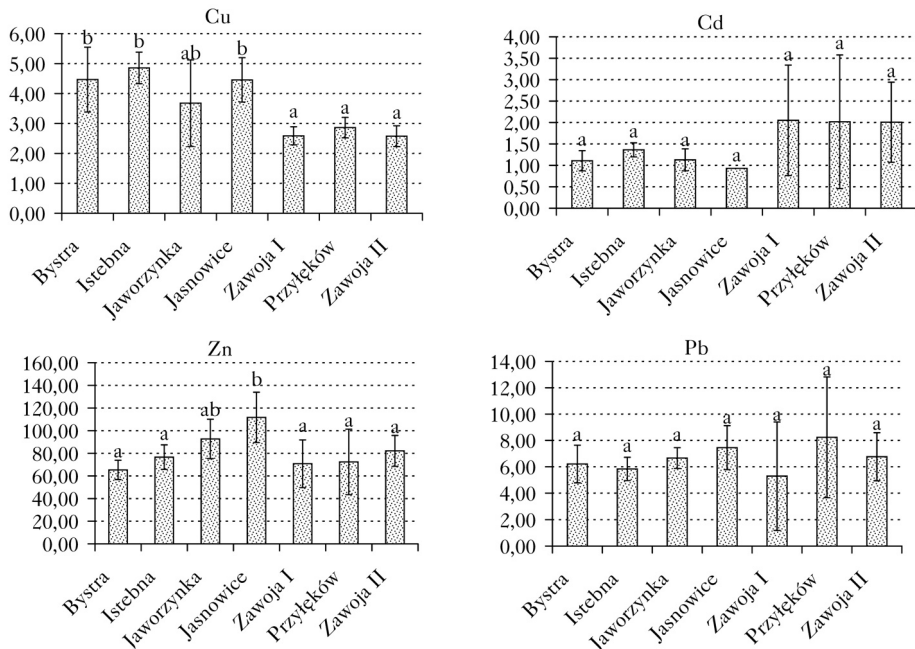 Cu
6,00
5,00
4,00
3,00
2,00
1,00
0,00
b
b
ab
b
a
a
a
Bystra
Istebna
Jaworzynka
Jasnowice
Zawoja I
Przyłęków
Zawoja II
Cd
4,00
3,50
3,00
2,50
2,00
1,50
1,00
0,50
0,00
a
a
a
a
a
a
a
Bystra
Istebna
Jaworzynka
Jasnowice
Zawoja I
Przyłęków
Zawoja II
Zn
160,00
140,00
120,00
100,00
80,00
60,00
40,00
20,00
0,00
a
a
ab
b
a
a
a
Bystra
Istebna
Jaworzynka
Jasnowice
Zawoja I
Przyłęków
Zawoja II
Pb
14,00
12,00
10,00
8,00
6,00
4,00
2,00
0,00
a
a
a
a
a
a
a
Bystra
Istebna
Jaworzynka
Jasnowice
Zawoja I
Przyłęków
Zawoja II